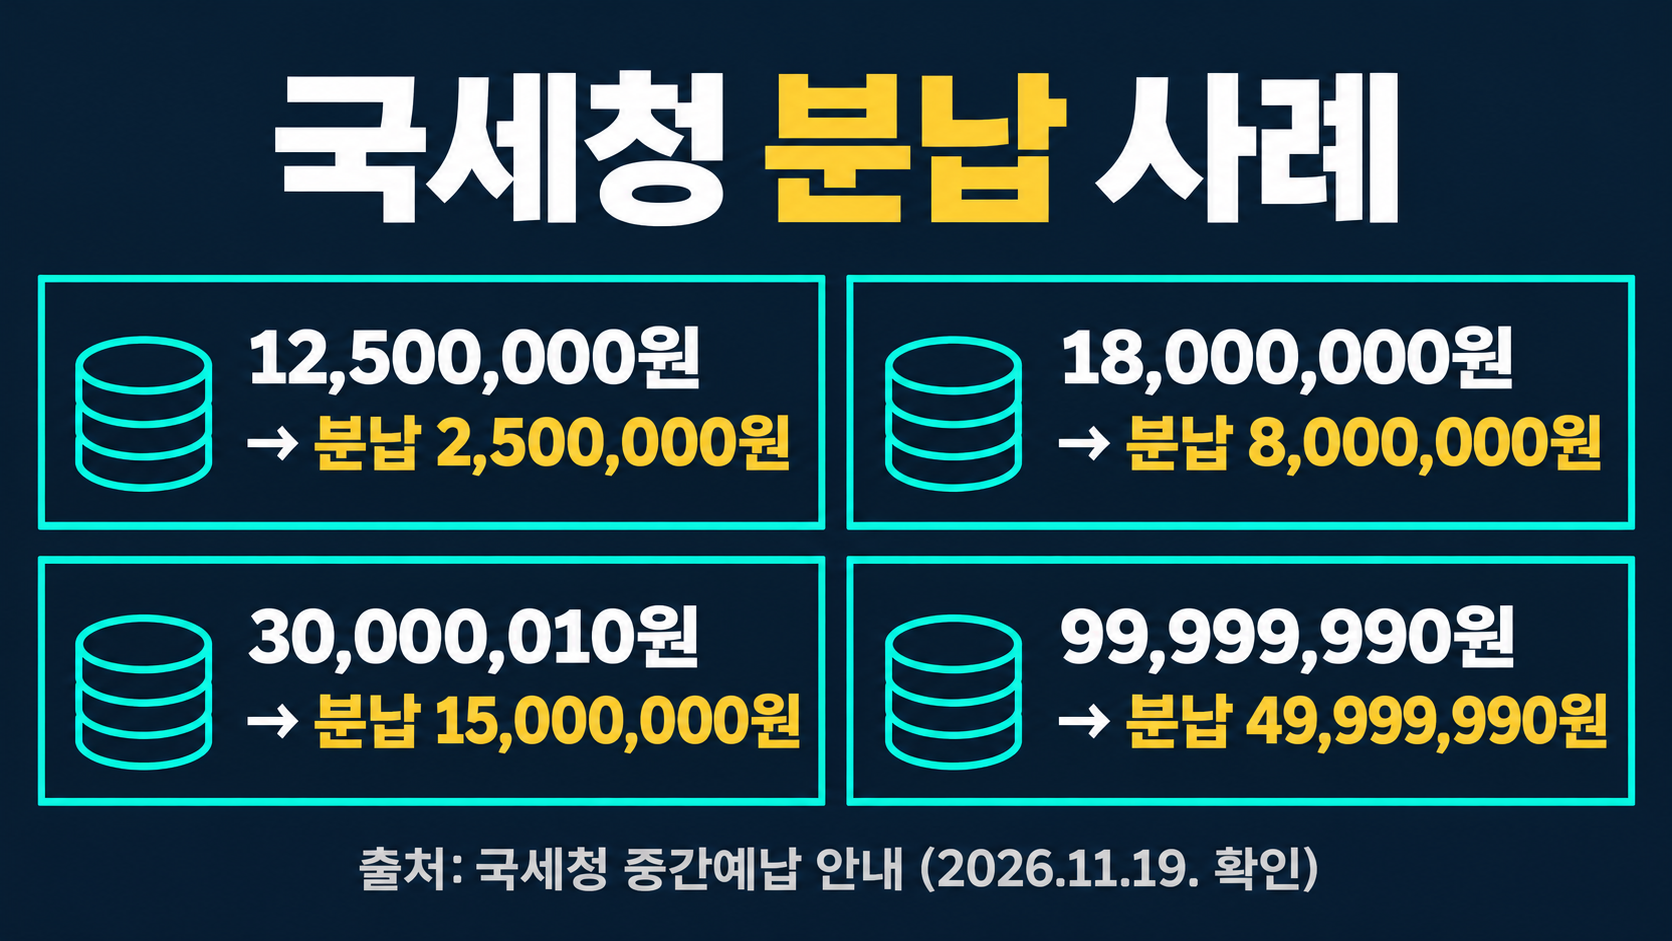 국세청 분납 사례
12,500,000원
→ 분납 2,500,000원
18,000,000원
→ 분납 8,000,000원
30,000,010원
→ 분납 15,000,000원
99,999,990원
→ 분납 49,999,990원
출처: 국세청 중간예납 안내 (2026.11.19. 확인)